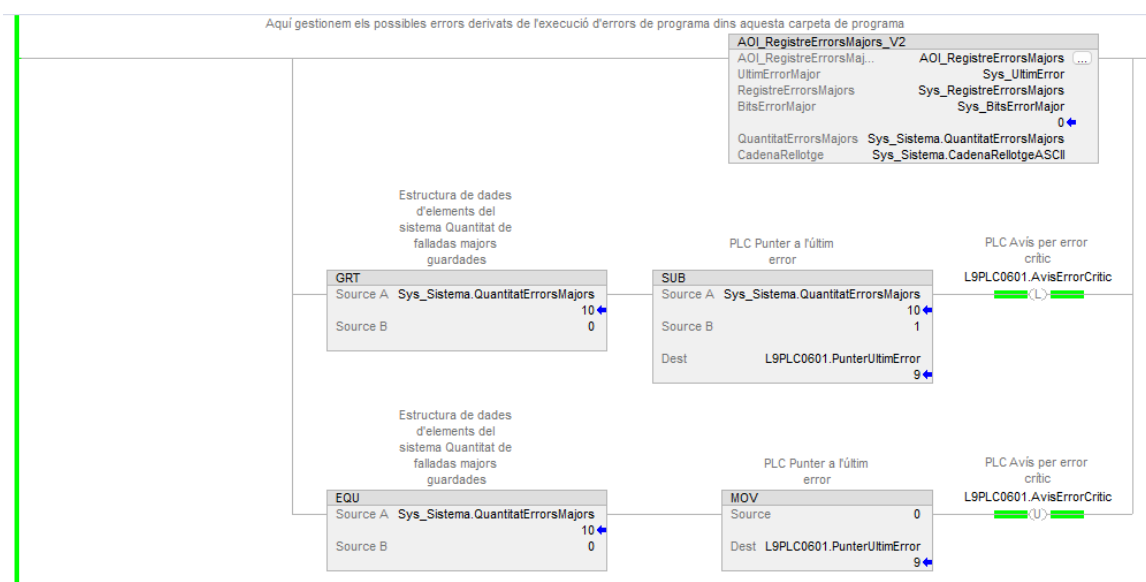 Aquí gestionem els possibles errors derivats de l'execució d'errors de programa dins aquesta carpeta de programa
AOI_RegistreErrorsMajors_V2
AOI_RegistreErrorsMaj... AOI_RegistreErrorsMajors ...
UltimErrorMajor Sys_UltimError
RegistreErrorsMajors Sys_RegistreErrorsMajors
BitsErrorMajor Sys_BitsErrorMajor
0
QuantitatErrorsMajors Sys_Sistema.QuantitatErrorsMajors
CadenaRellotge Sys_Sistema.CadenaRellotgeASCII
Estructura de dades
d'elements del
sistema Quantitat de
falladas majors
guardades
GRT
Source A Sys_Sistema.QuantitatErrorsMajors
10
Source B 0
PLC Punter a l'últim
error
SUB
Source A Sys_Sistema.QuantitatErrorsMajors
10
Source B 1
Dest L9PLC0601.PunterUltimError
9
PLC Avís per error
crític
L9PLC0601.AvisErrorCritic
L
Estructura de dades
d'elements del
sistema Quantitat de
falladas majors
guardades
EQU
Source A Sys_Sistema.QuantitatErrorsMajors
10
Source B 0
PLC Punter a l'últim
error
MOV
Source 0
Dest L9PLC0601.PunterUltimError
9
PLC Avís per error
crític
L9PLC0601.AvisErrorCritic
U